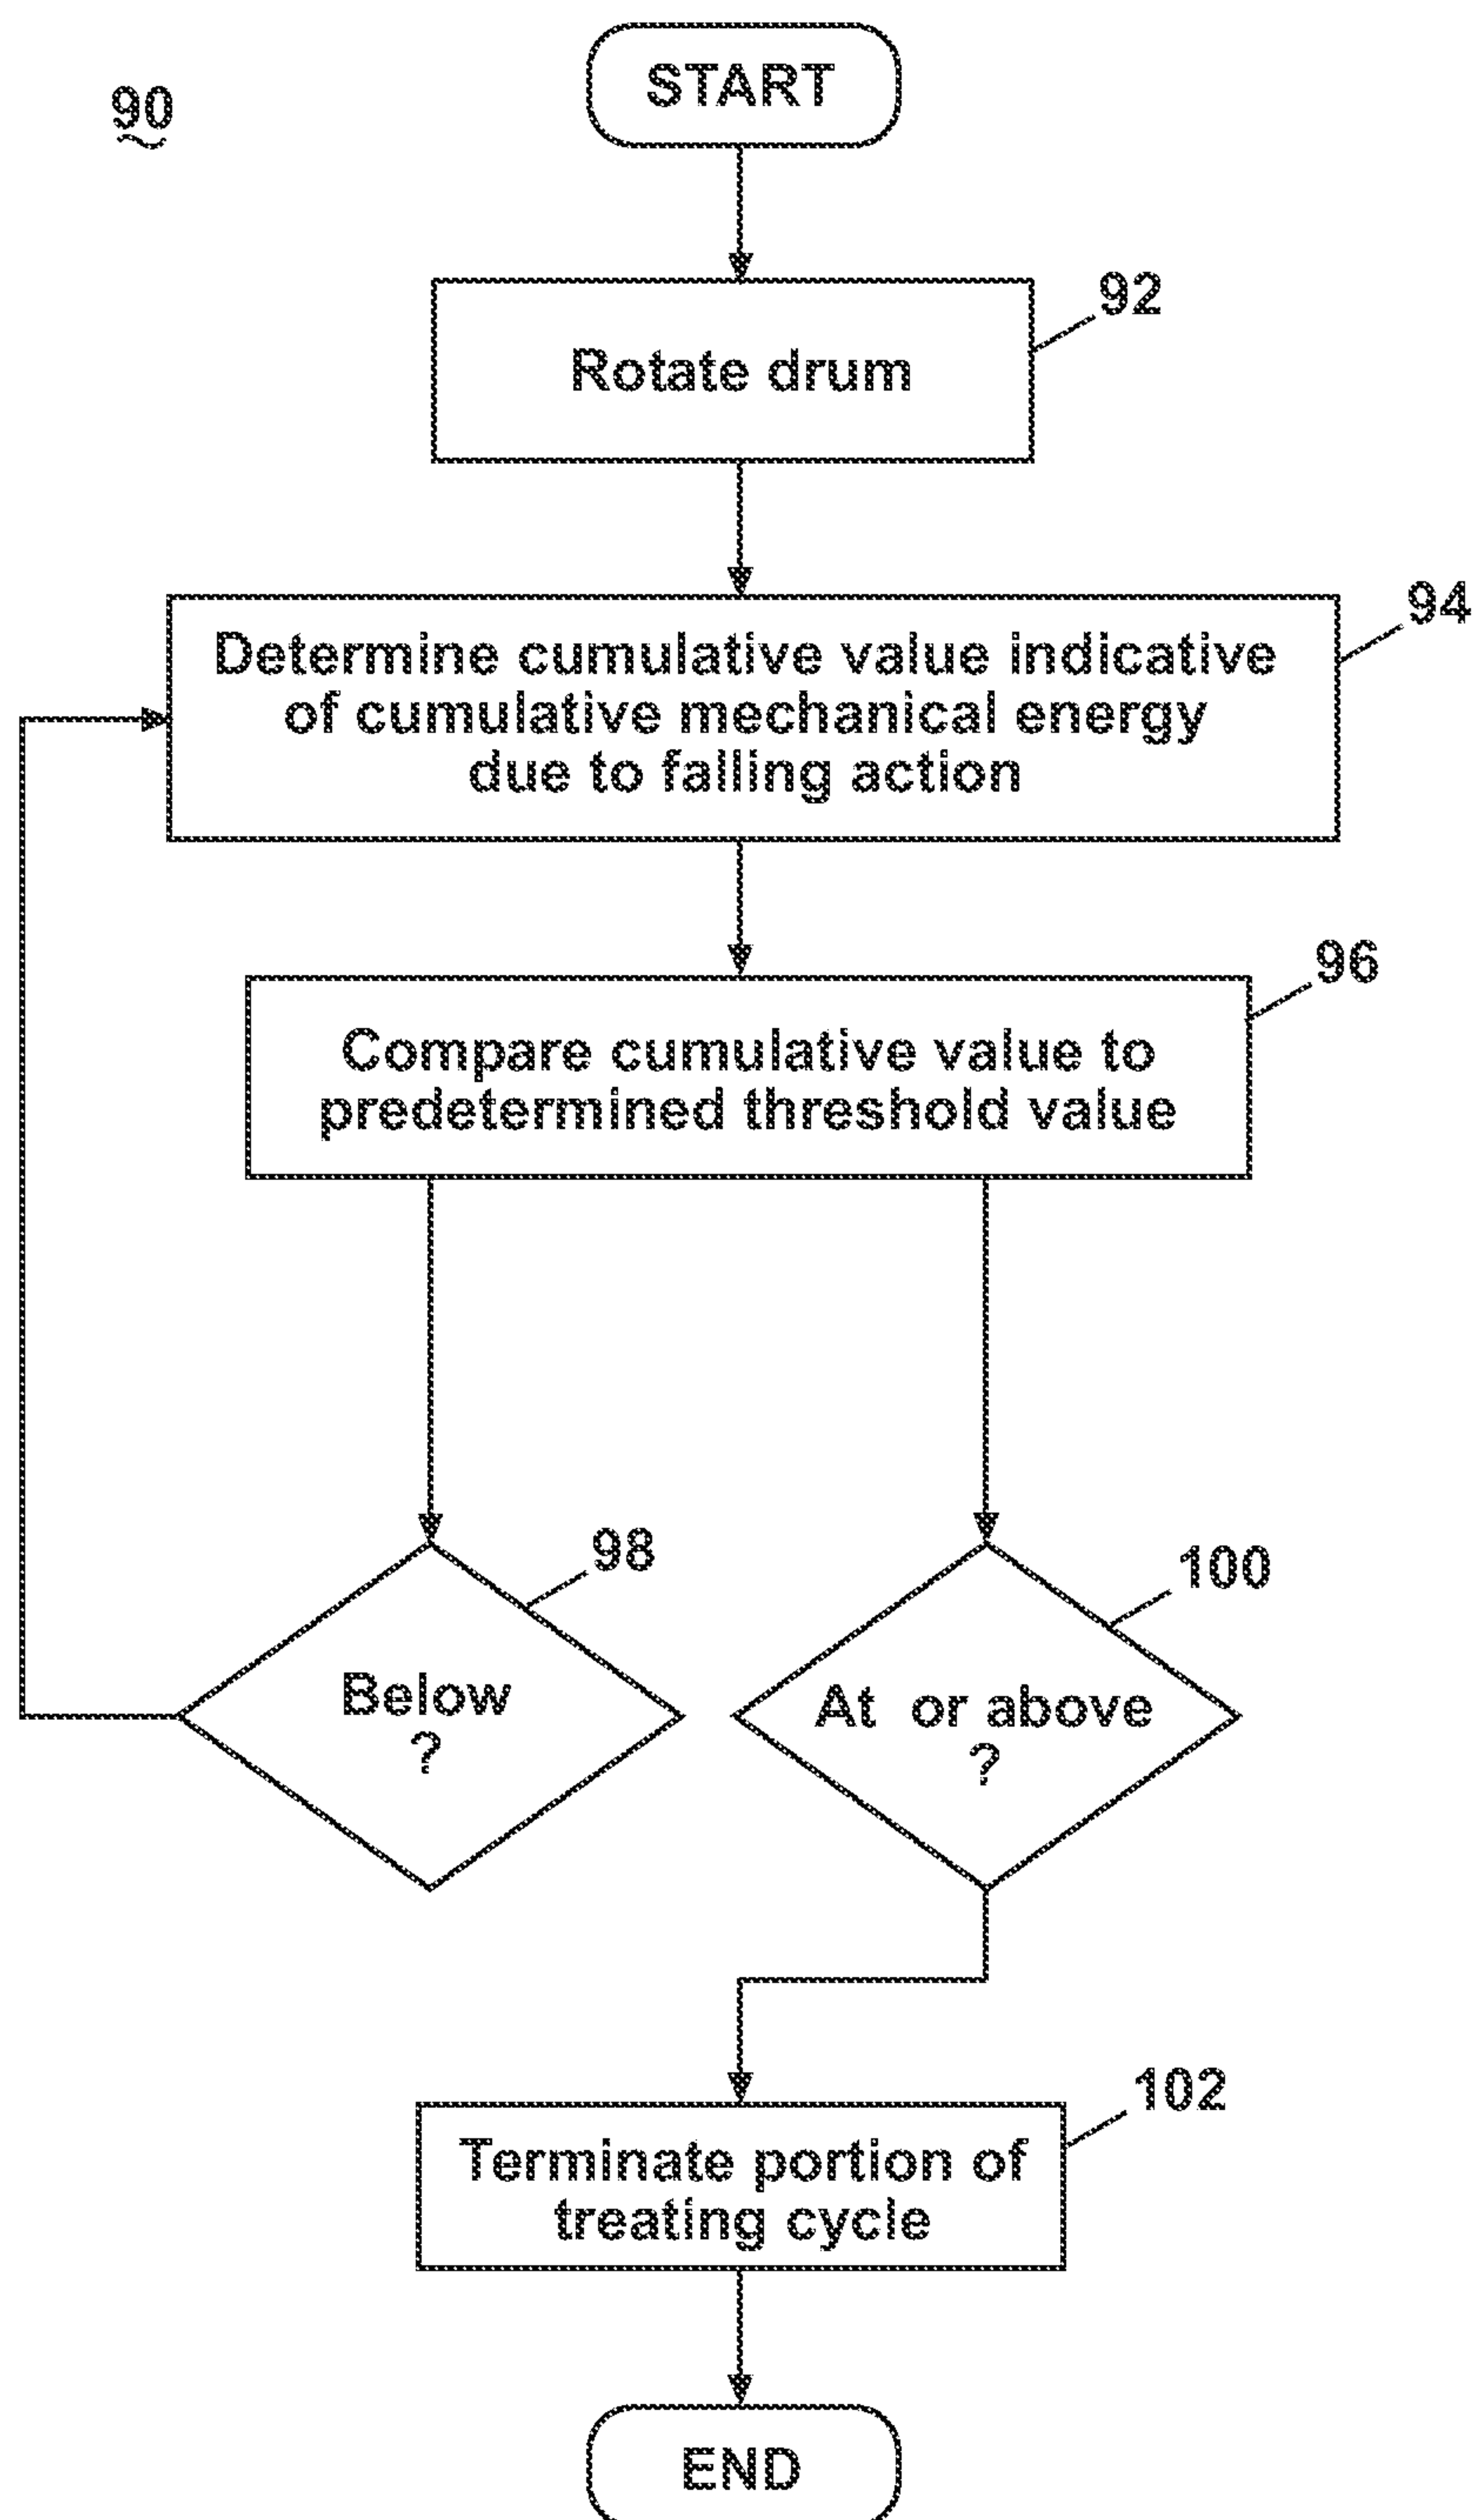 START
90
92
Rotate drum
94
Determine cumulative value indicative
of cumulative mechanical energy
due to falling action
96
Compare cumulative value to
predetermined threshold value
98
100
Below
?
At or above
?
102
Terminate portion of
treating cycle
END